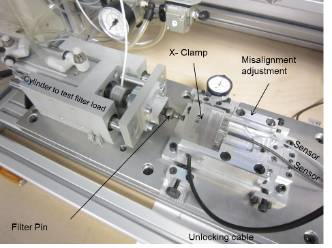 X- Clamp
Misalignment
adjustment
Cylinder to test filter load
Sensor
Sensor
Filter Pin
Unlocking cable